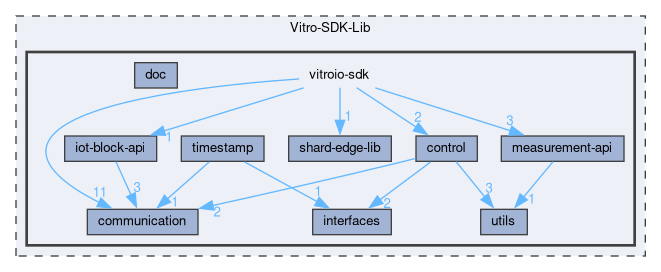 Vitro-SDK-Lib
doc
vitroio-sdk
1
2
3
1
iot-block-api
timestamp
shard-edge-lib
control
measurement-api
11
3
1
1
2
3
1
2
communication
interfaces
utils